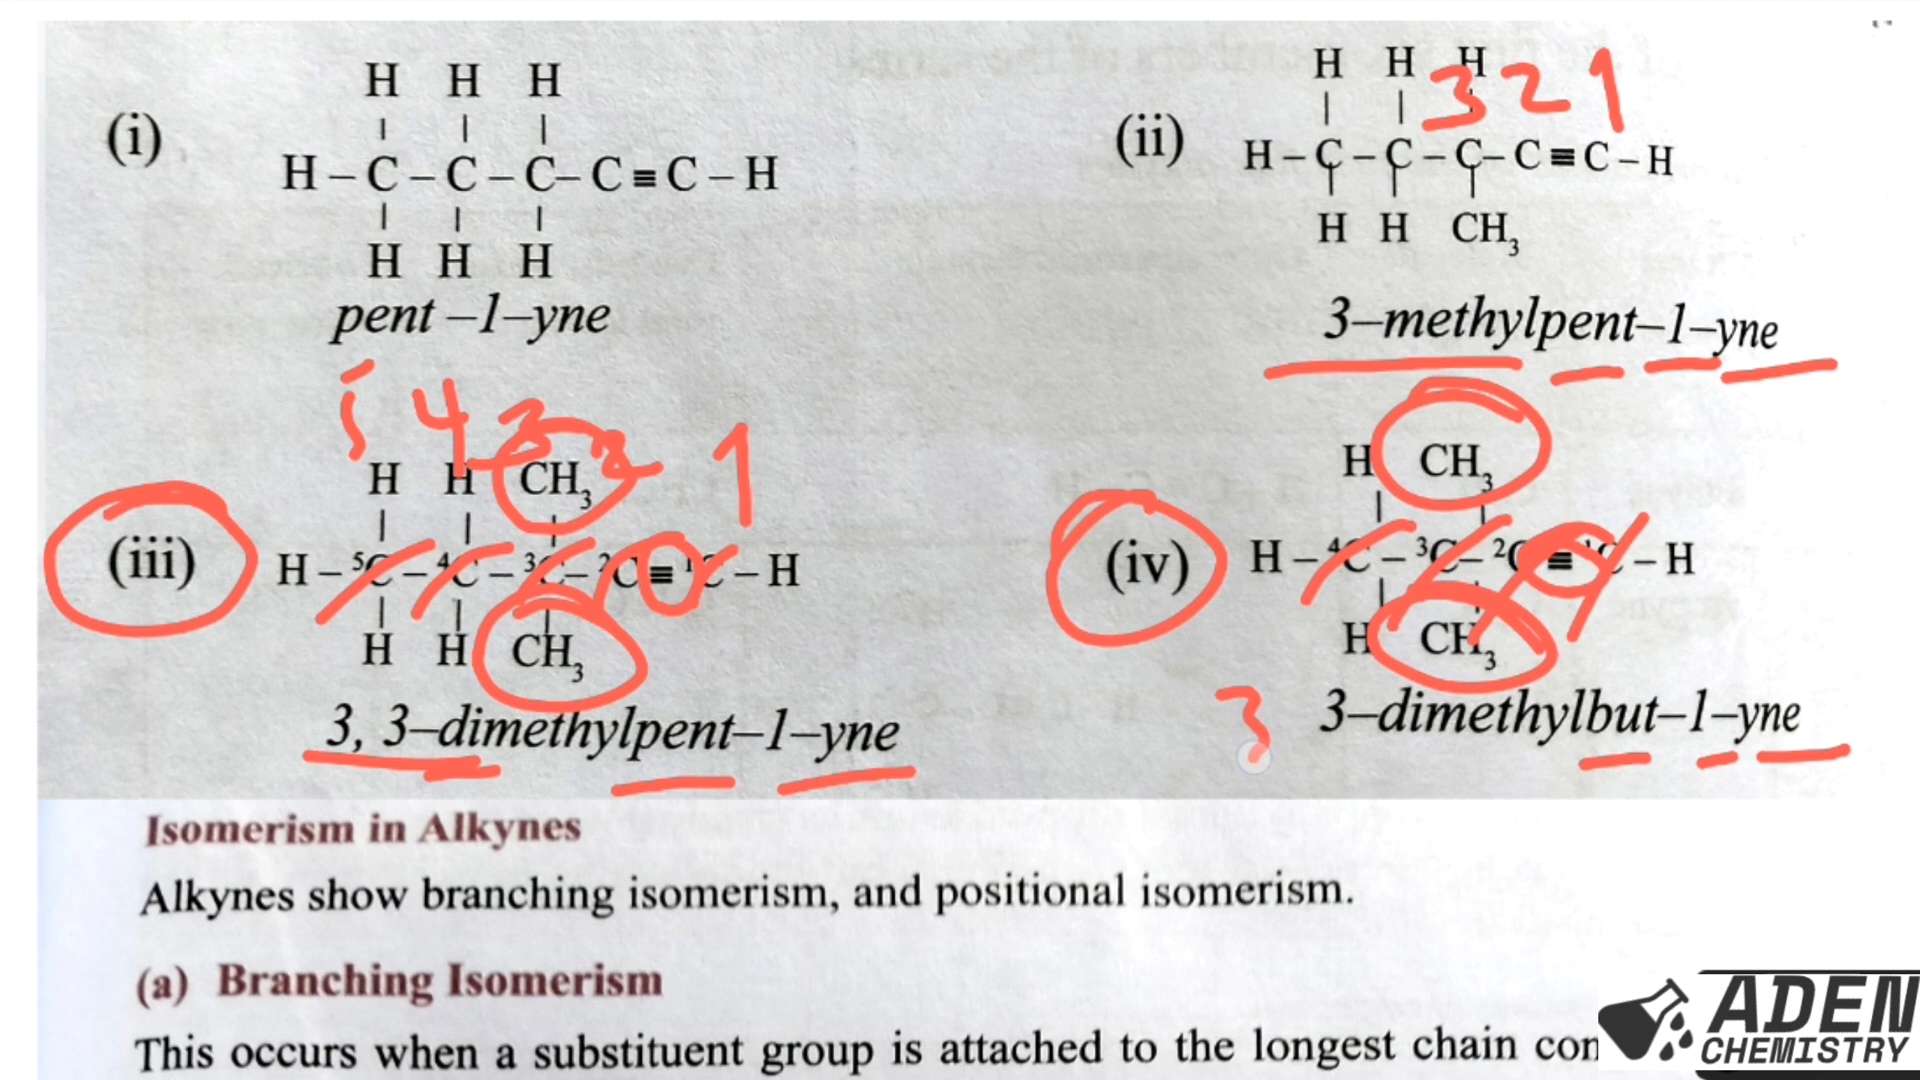 (i)
H H H
H – C – C – C – C ≡ C – H
H H H
pent –1–yne
(ii)
H H H
3 2 1
H – C – C – C – C ≡ C – H
H H CH₃
3–methylpent–1–yne
5 4 3 2 1
(iii)
H H CH₃
H – ⁵C – ⁴C – ³C – ²C ≡ ¹C – H
H H CH₃
3, 3–dimethylpent–1–yne
(iv)
H CH₃
H – ⁴C – ³C – ²C ≡ ¹C – H
H CH₃
3 3–dimethylbut–1–yne
Isomerism in Alkynes
Alkynes show branching isomerism, and positional isomerism.
(a) Branching Isomerism
This occurs when a substituent group is attached to the longest chain con
ADEN
CHEMISTRY